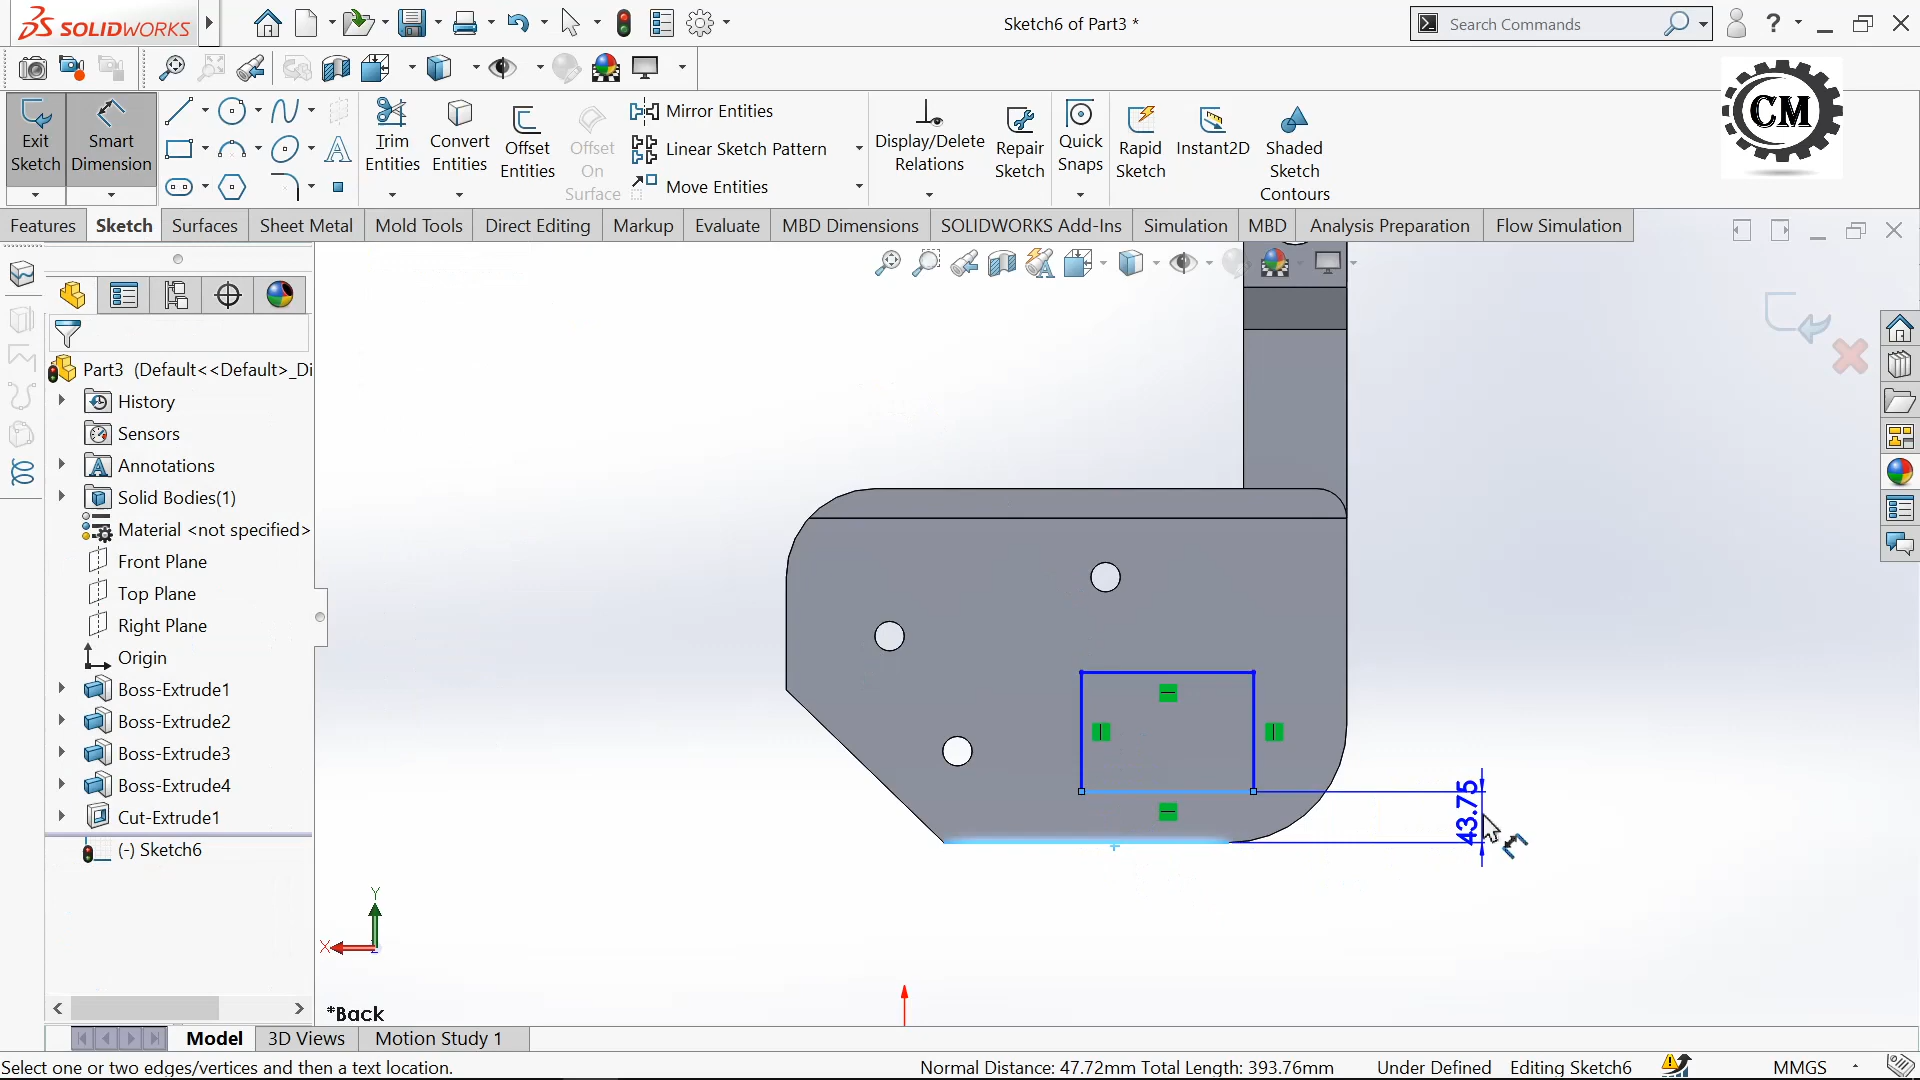 SOLIDWORKS
Sketch6 of Part3 *
Search Commands
?
Exit Sketch
Smart Dimension
Trim Entities
Convert Entities
Offset Entities
Offset On Surface
Mirror Entities
Linear Sketch Pattern
Move Entities
Display/Delete Relations
Repair Sketch
Quick Snaps
Rapid Sketch
Instant2D
Shaded Sketch Contours
CM
Features
Sketch
Surfaces
Sheet Metal
Mold Tools
Direct Editing
Markup
Evaluate
MBD Dimensions
SOLIDWORKS Add-Ins
Simulation
MBD
Analysis Preparation
Flow Simulation
Part3 (Default<<Default>_Di
History
Sensors
Annotations
Solid Bodies(1)
Material <not specified>
Front Plane
Top Plane
Right Plane
Origin
Boss-Extrude1
Boss-Extrude2
Boss-Extrude3
Boss-Extrude4
Cut-Extrude1
(-) Sketch6
43.75
Y
X
*Back
Model
3D Views
Motion Study 1
Select one or two edges/vertices and then a text location.
Normal Distance: 47.72mm Total Length: 393.76mm
Under Defined
Editing Sketch6
MMGS